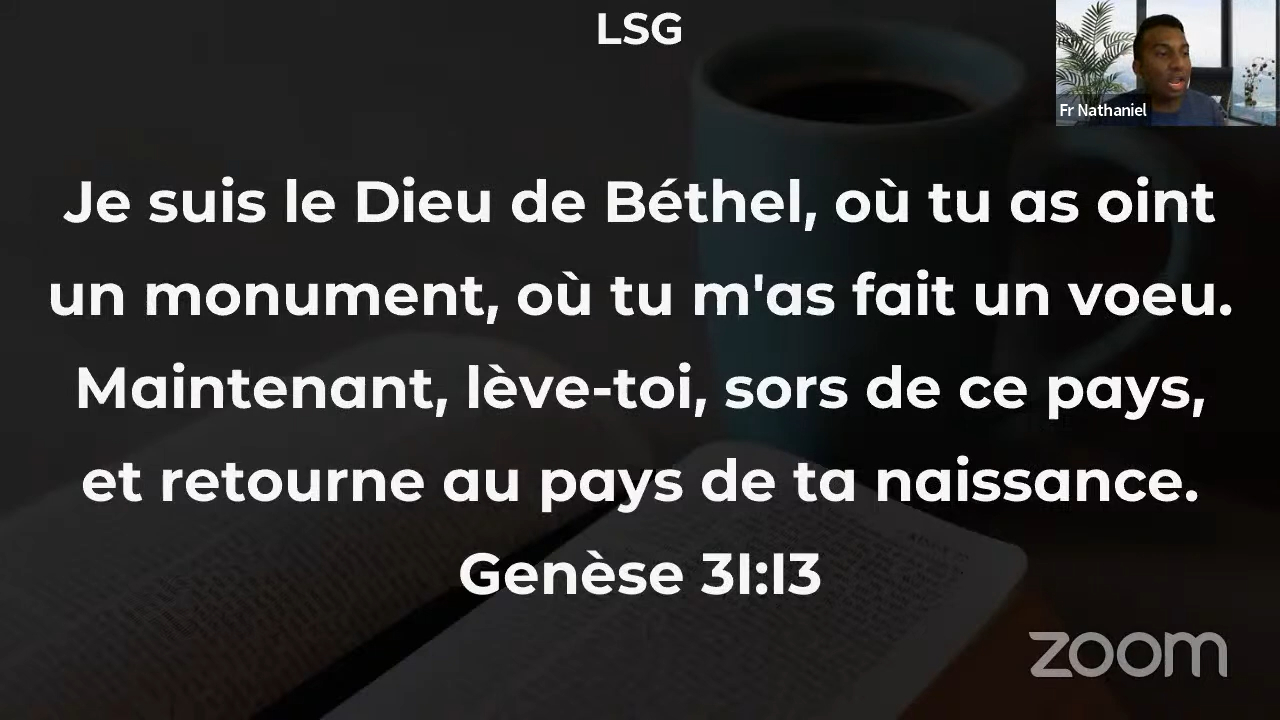 LSG
Fr Nathaniel
Je suis le Dieu de Béthel, où tu as oint
un monument, où tu m'as fait un voeu.
Maintenant, lève-toi, sors de ce pays,
et retourne au pays de ta naissance.
Genèse 31:13
zoom